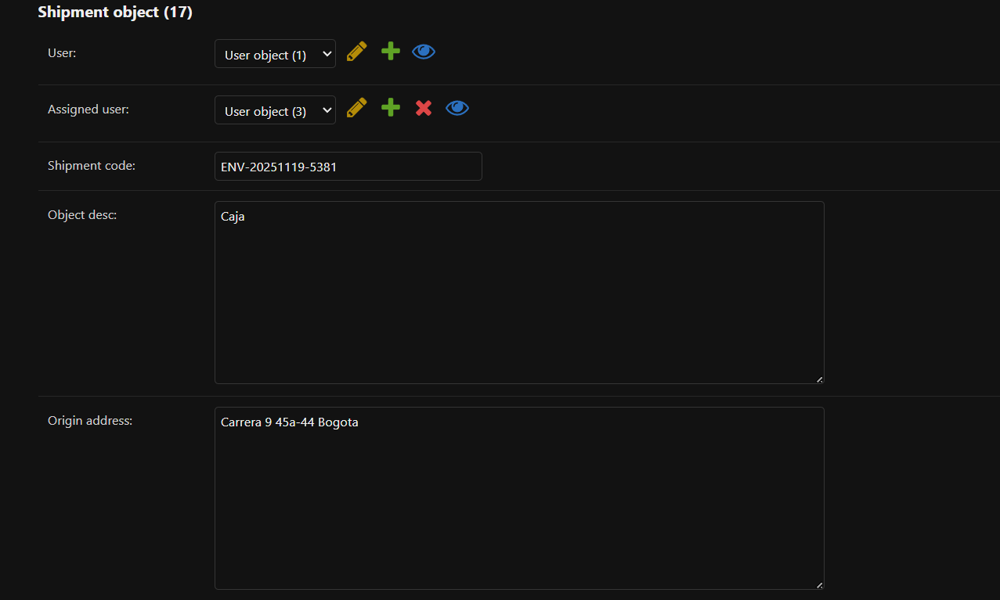 Shipment object (17)
User:
User object (1)
Assigned user:
User object (3)
Shipment code:
ENV-20251119-5381
Object desc:
Caja
Origin address:
Carrera 9 45a-44 Bogota